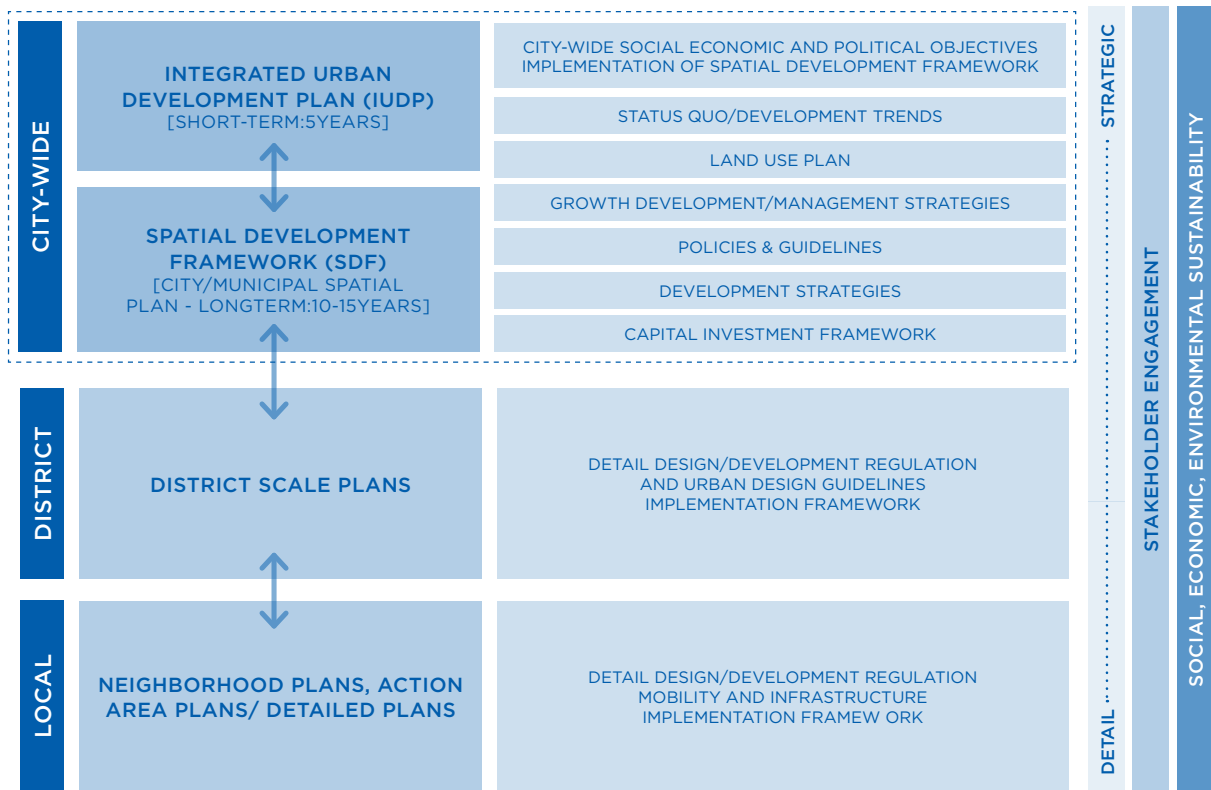 CITY-WIDE
INTEGRATED URBAN
DEVELOPMENT PLAN (IUDP)
[SHORT-TERM:5YEARS]
SPATIAL DEVELOPMENT
FRAMEWORK (SDF)
[CITY/MUNICIPAL SPATIAL
PLAN - LONGTERM:10-15YEARS]
CITY-WIDE SOCIAL ECONOMIC AND POLITICAL OBJECTIVES
IMPLEMENTATION OF SPATIAL DEVELOPMENT FRAMEWORK
STATUS QUO/DEVELOPMENT TRENDS
LAND USE PLAN
GROWTH DEVELOPMENT/MANAGEMENT STRATEGIES
POLICIES & GUIDELINES
DEVELOPMENT STRATEGIES
CAPITAL INVESTMENT FRAMEWORK
DISTRICT
DISTRICT SCALE PLANS
DETAIL DESIGN/DEVELOPMENT REGULATION
AND URBAN DESIGN GUIDELINES
IMPLEMENTATION FRAMEWORK
LOCAL
NEIGHBORHOOD PLANS, ACTION
AREA PLANS/ DETAILED PLANS
DETAIL DESIGN/DEVELOPMENT REGULATION
MOBILITY AND INFRASTRUCTURE
IMPLEMENTATION FRAMEW ORK
DETAIL STRATEGIC
STAKEHOLDER ENGAGEMENT
SOCIAL, ECONOMIC, ENVIRONMENTAL SUSTAINABILITY